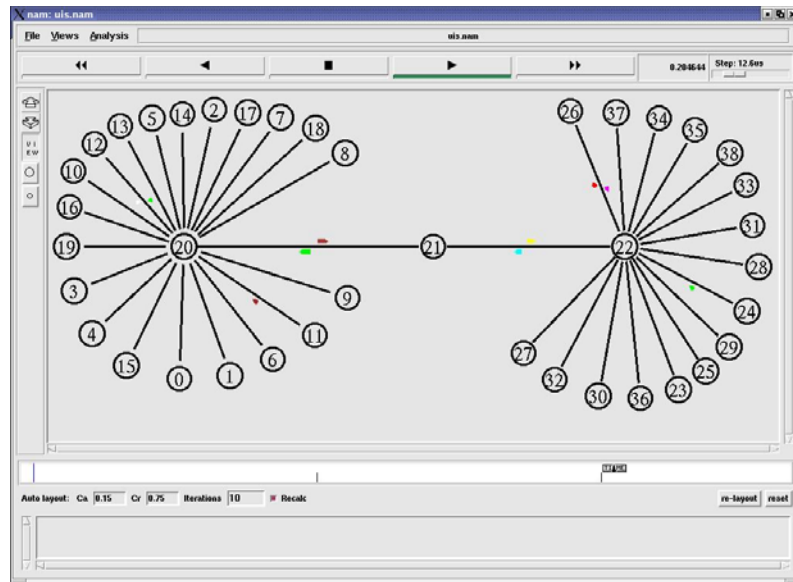 nam: uis.nam
File Views Analysis uis.nam
0.204644 Step: 12.6us
VIEW
26 37 34 35 38 33 31 28 24 29 25 23 36 30 32 27
12 13 5 14 2 17 7 18 8
10
16
19 20 21 22
3
4
15 0 1 6 11 9
TIME
Auto layout: Ca 0.15 Cr 0.75 Iterations 10 Recalc re-layout reset